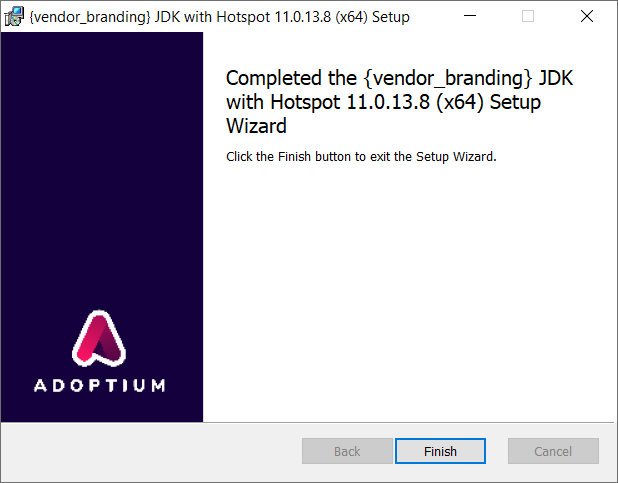 {vendor_branding} JDK with Hotspot 11.0.13.8 (x64) Setup
Completed the {vendor_branding} JDK
with Hotspot 11.0.13.8 (x64) Setup
Wizard
Click the Finish button to exit the Setup Wizard.
ADOPTIUM
Back
Finish
Cancel